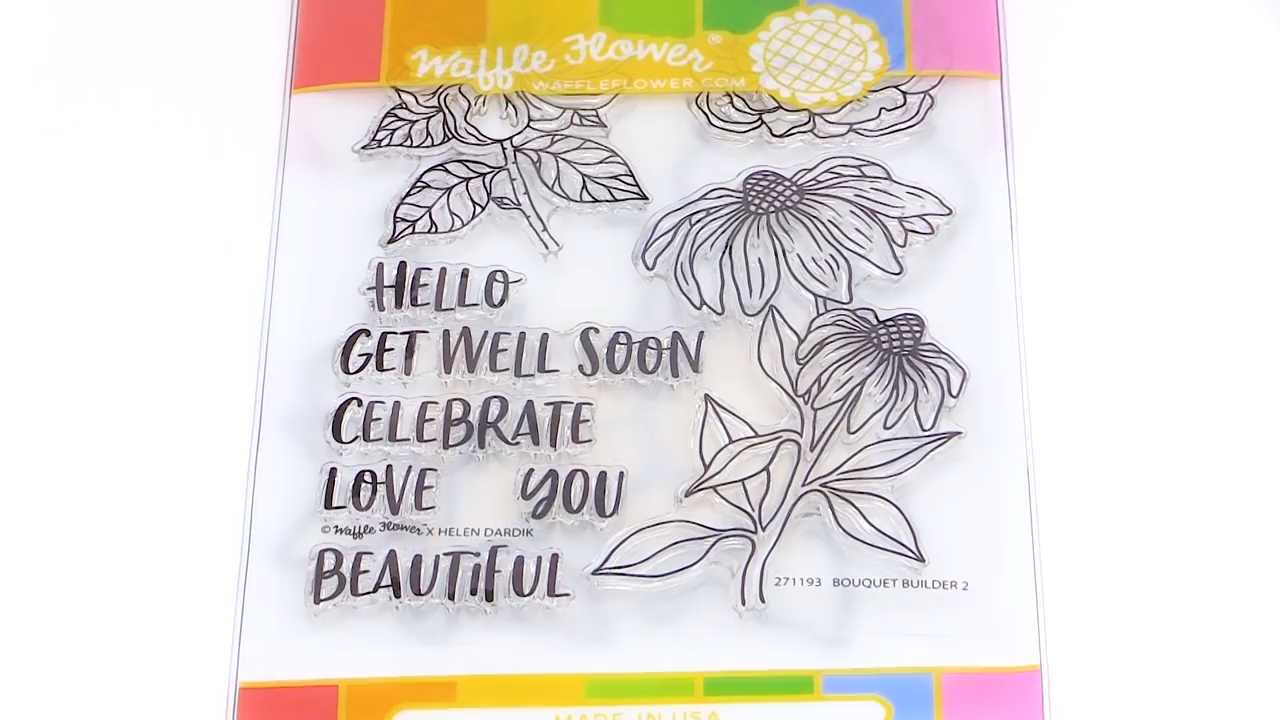 Waffle Flower®
WAFFLEFLOWER.COM
HELLO
GET WELL SOON
CELEBRATE
LOVE YOU
© Waffle Flower™ X HELEN DARDIK
BEAUTIFUL
271193 BOUQUET BUILDER 2
MADE IN USA